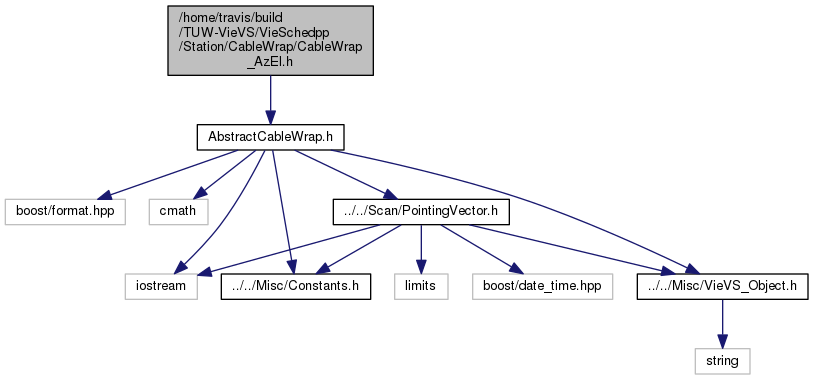 /home/travis/build
/TUW-VieVS/VieSchedpp
/Station/CableWrap/CableWrap
_AzEl.h
AbstractCableWrap.h
boost/format.hpp
cmath
../../Scan/PointingVector.h
iostream
../../Misc/Constants.h
limits
boost/date_time.hpp
../../Misc/VieVS_Object.h
string